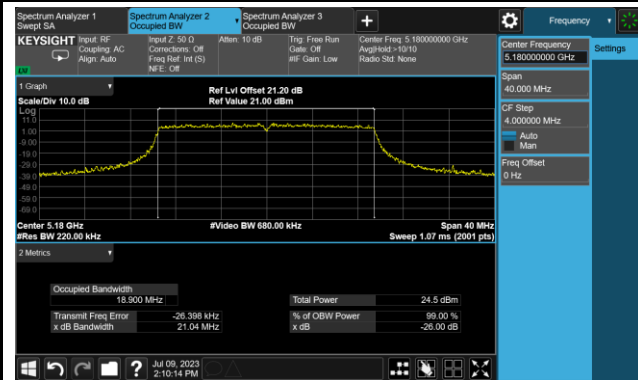 Spectrum Analyzer 1
Swept SA
Spectrum Analyzer 2
Occupied BW
Spectrum Analyzer 3
Occupied BW
+
Frequency
KEYSIGHT
Input: RF
Coupling: AC
Align: Auto
Input Z: 50 Ω
Corrections: Off
Freq Ref: Int (S)
NFE: Off
Atten: 10 dB
Trig: Free Run
Gate: Off
#IF Gain: Low
Center Freq: 5.180000000 GHz
Avg|Hold:>10/10
Radio Std: None
Center Frequency
5.180000000 GHz
Settings
Span
40.000 MHz
CF Step
4.000000 MHz
Auto
Man
Freq Offset
0 Hz
1 Graph
Scale/Div 10.0 dB
Ref Lvl Offset 21.20 dB
Ref Value 21.00 dBm
Log
11.0
1.00
-9.00
-19.0
-29.0
-39.0
-49.0
-59.0
-69.0
Center 5.18 GHz
#Res BW 220.00 kHz
#Video BW 680.00 kHz
Span 40 MHz
Sweep 1.07 ms (2001 pts)
2 Metrics
Occupied Bandwidth
18.900 MHz
Total Power 24.5 dBm
Transmit Freq Error -26.398 kHz
% of OBW Power 99.00 %
x dB Bandwidth 21.04 MHz
x dB -26.00 dB
?
Jul 09, 2023
2:10:14 PM